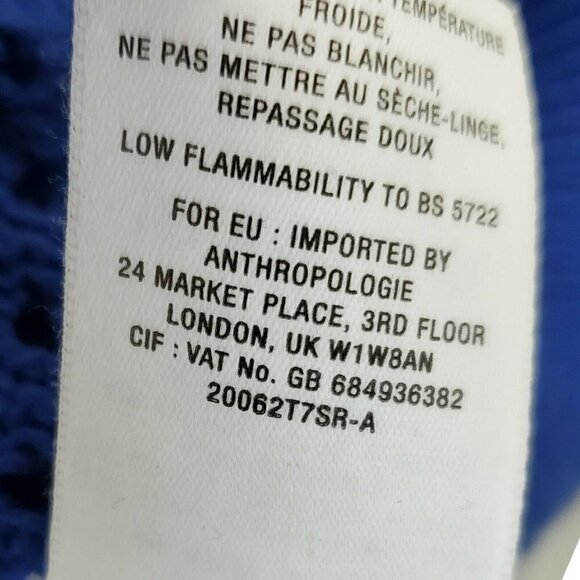 TEMPÉRATURE
FROIDE,
NE PAS BLANCHIR,
NE PAS METTRE AU SÈCHE-LINGE,
REPASSAGE DOUX
LOW FLAMMABILITY TO BS 5722
FOR EU : IMPORTED BY
ANTHROPOLOGIE
24 MARKET PLACE, 3RD FLOOR
LONDON, UK W1W8AN
CIF : VAT No. GB 684936382
20062T7SR-A